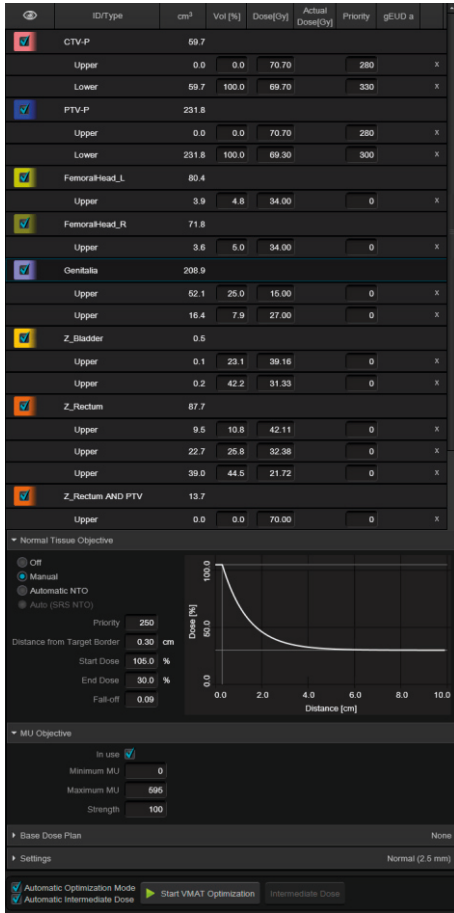 ID/Type cm³ Vol [%] Dose[Gy] Actual Dose[Gy] Priority gEUD a
CTV-P 59.7
Upper 0.0 0.0 70.70 280 x
Lower 59.7 100.0 69.70 330 x
PTV-P 231.8
Upper 0.0 0.0 70.70 280 x
Lower 231.8 100.0 69.30 300 x
FemoralHead_L 80.4
Upper 3.9 4.8 34.00 0 x
FemoralHead_R 71.8
Upper 3.6 5.0 34.00 0 x
Genitalia 208.9
Upper 52.1 25.0 15.00 0 x
Upper 16.4 7.9 27.00 0 x
Z_Bladder 0.5
Upper 0.1 23.1 39.16 0 x
Upper 0.2 42.2 31.33 0 x
Z_Rectum 87.7
Upper 9.5 10.8 42.11 0 x
Upper 22.7 25.8 32.38 0 x
Upper 39.0 44.5 21.72 0 x
Z_Rectum AND PTV 13.7
Upper 0.0 0.0 70.00 0 x
Normal Tissue Objective
Off
Manual
Automatic NTO
Auto (SRS NTO)
Priority 250
Distance from Target Border 0.30 cm
Start Dose 105.0 %
End Dose 30.0 %
Fall-off 0.09
Dose [%]
100.0
50.0
0.0
0.0 2.0 4.0 6.0 8.0 10.0
Distance [cm]
MU Objective
In use
Minimum MU 0
Maximum MU 595
Strength 100
Base Dose Plan None
Settings Normal (2.5 mm)
Automatic Optimization Mode
Automatic Intermediate Dose
Start VMAT Optimization
Intermediate Dose